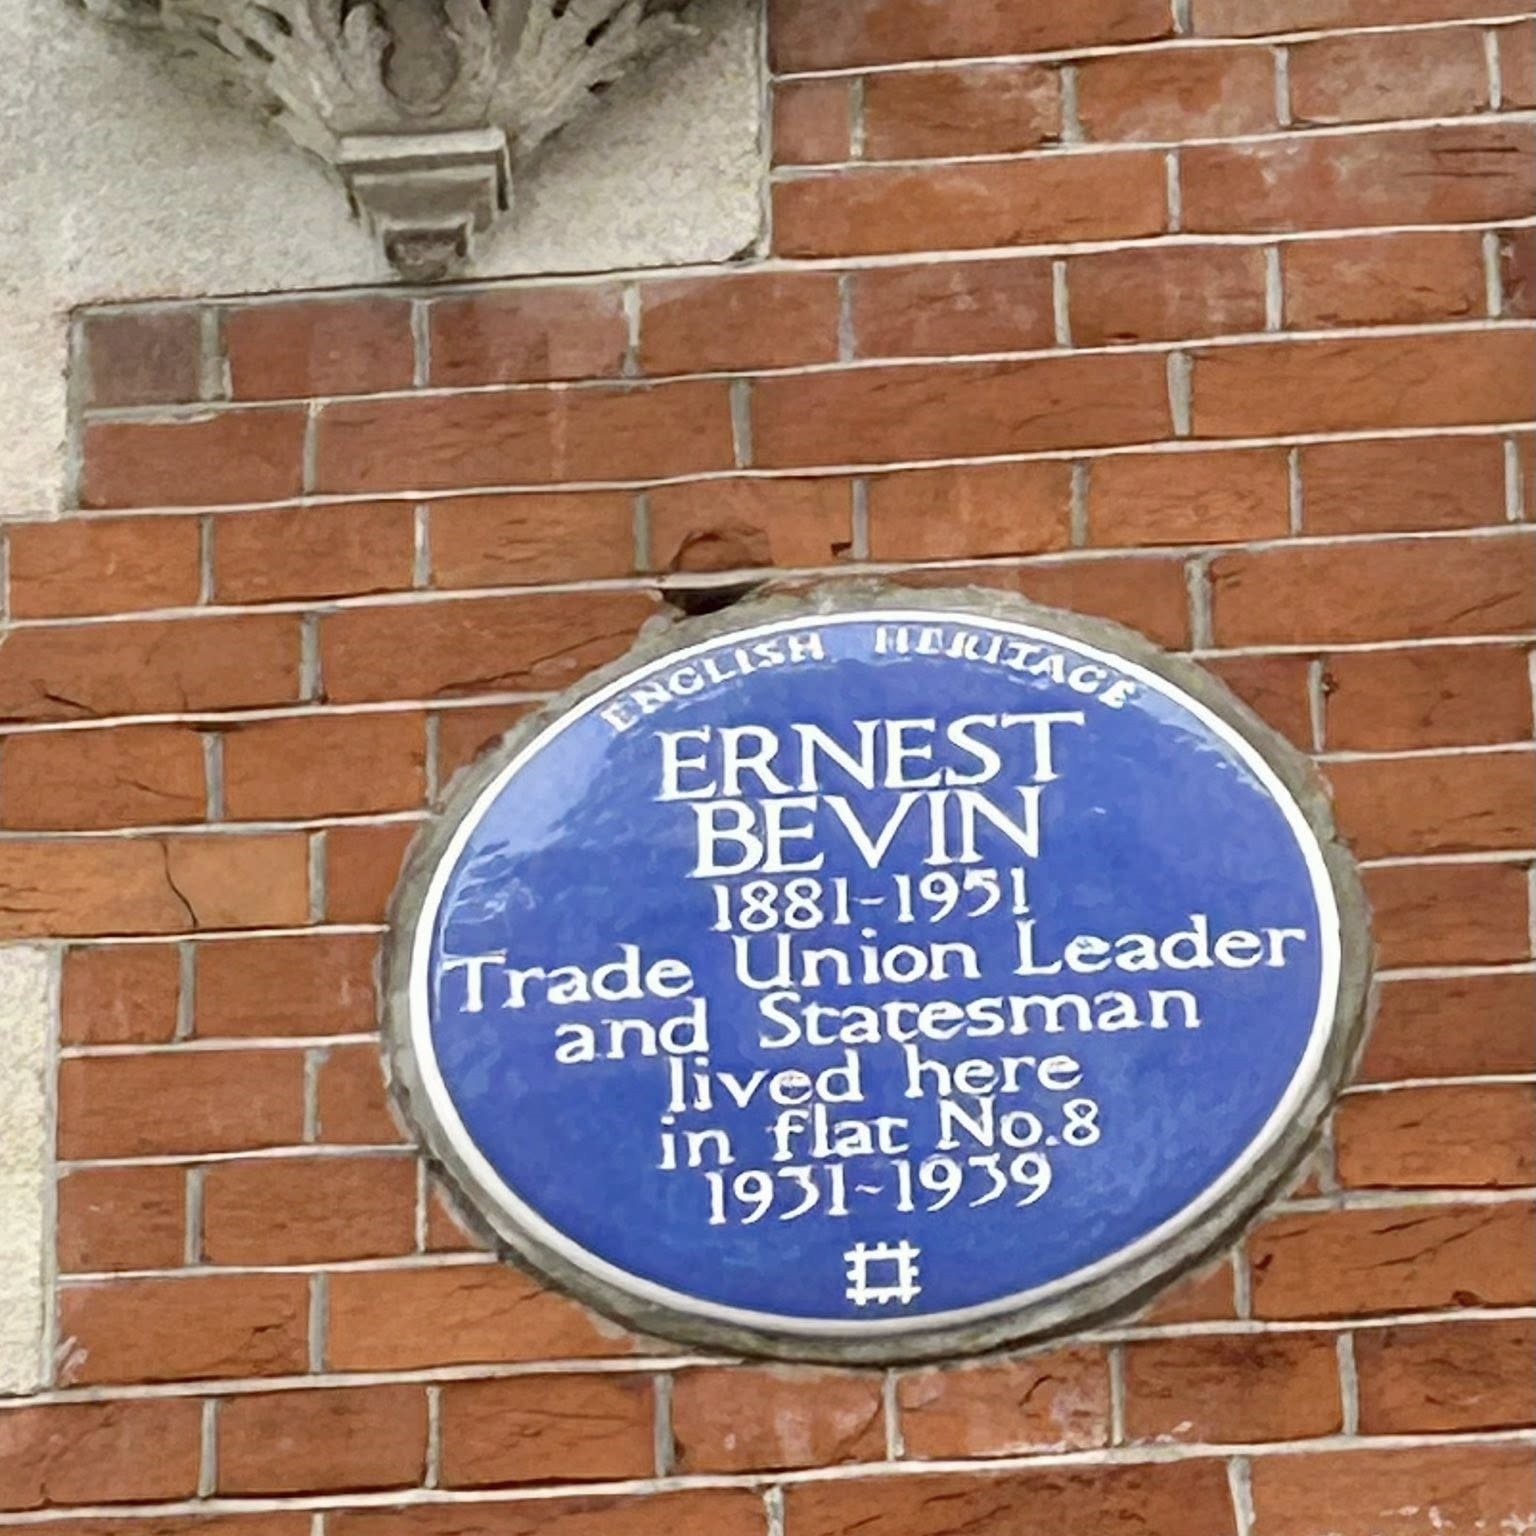 ENGLISH HERITAGE
ERNEST
BEVIN
1881-1951
Trade Union Leader
and Statesman
lived here
in flat No.8
1931-1939